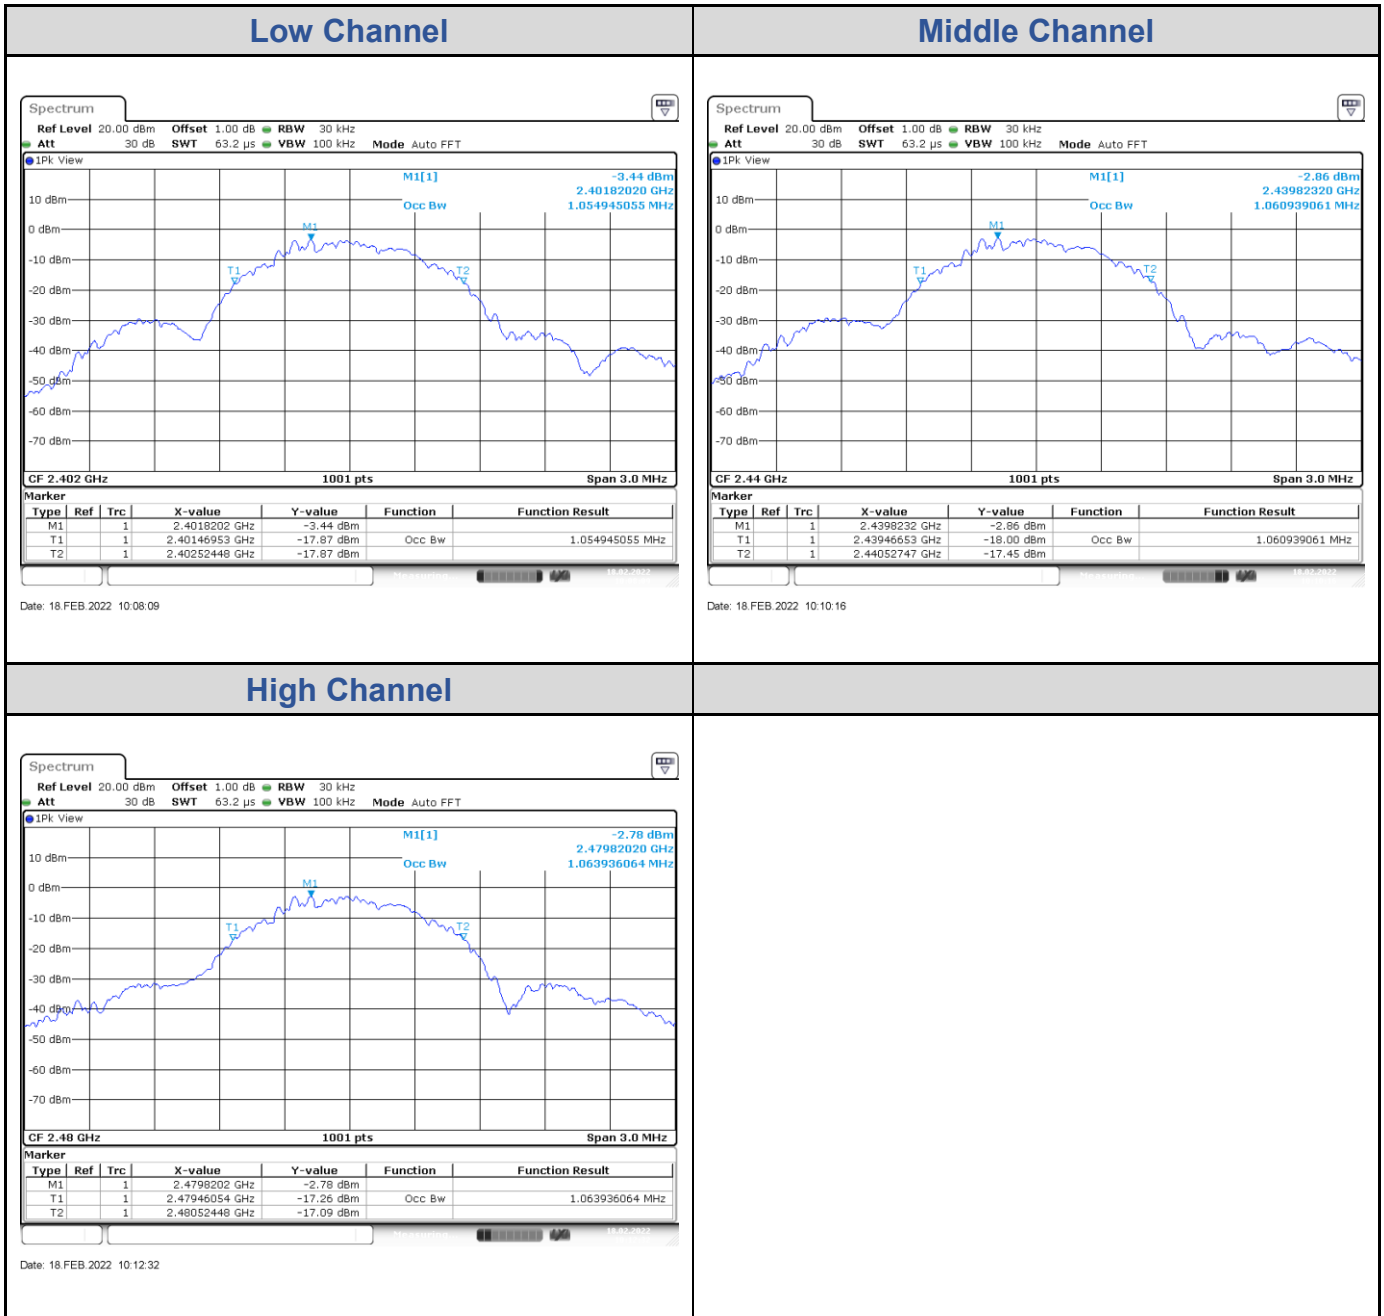 Low Channel
Spectrum
Ref Level 20.00 dBm Offset 1.00 dB RBW 30 kHz
Att 30 dB SWT 63.2 µs VBW 100 kHz Mode Auto FFT
1Pk View
M1[1] -3.44 dBm
2.40182020 GHz
Occ Bw 1.054945055 MHz
10 dBm
0 dBm
-10 dBm
-20 dBm
-30 dBm
-40 dBm
-50 dBm
-60 dBm
-70 dBm
M1
T1
T2
CF 2.402 GHz 1001 pts Span 3.0 MHz
Marker
Type Ref Trc X-value Y-value Function Function Result
M1 1 2.4018202 GHz -3.44 dBm
T1 1 2.40146953 GHz -17.87 dBm Occ Bw 1.054945055 MHz
T2 1 2.40252448 GHz -17.87 dBm
Measuring 18.02.2022
Date: 18.FEB.2022 10:08:09
Middle Channel
Spectrum
Ref Level 20.00 dBm Offset 1.00 dB RBW 30 kHz
Att 30 dB SWT 63.2 µs VBW 100 kHz Mode Auto FFT
1Pk View
M1[1] -2.86 dBm
2.43982320 GHz
Occ Bw 1.060939061 MHz
10 dBm
0 dBm
-10 dBm
-20 dBm
-30 dBm
-40 dBm
-50 dBm
-60 dBm
-70 dBm
M1
T1
T2
CF 2.44 GHz 1001 pts Span 3.0 MHz
Marker
Type Ref Trc X-value Y-value Function Function Result
M1 1 2.4398232 GHz -2.86 dBm
T1 1 2.43946653 GHz -18.00 dBm Occ Bw 1.060939061 MHz
T2 1 2.44052747 GHz -17.45 dBm
Measuring 18.02.2022
Date: 18.FEB.2022 10:10:16
High Channel
Spectrum
Ref Level 20.00 dBm Offset 1.00 dB RBW 30 kHz
Att 30 dB SWT 63.2 µs VBW 100 kHz Mode Auto FFT
1Pk View
M1[1] -2.78 dBm
2.47982020 GHz
Occ Bw 1.063936064 MHz
10 dBm
0 dBm
-10 dBm
-20 dBm
-30 dBm
-40 dBm
-50 dBm
-60 dBm
-70 dBm
M1
T1
T2
CF 2.48 GHz 1001 pts Span 3.0 MHz
Marker
Type Ref Trc X-value Y-value Function Function Result
M1 1 2.4798202 GHz -2.78 dBm
T1 1 2.47946054 GHz -17.26 dBm Occ Bw 1.063936064 MHz
T2 1 2.48052448 GHz -17.09 dBm
Measuring 18.02.2022
Date: 18.FEB.2022 10:12:32